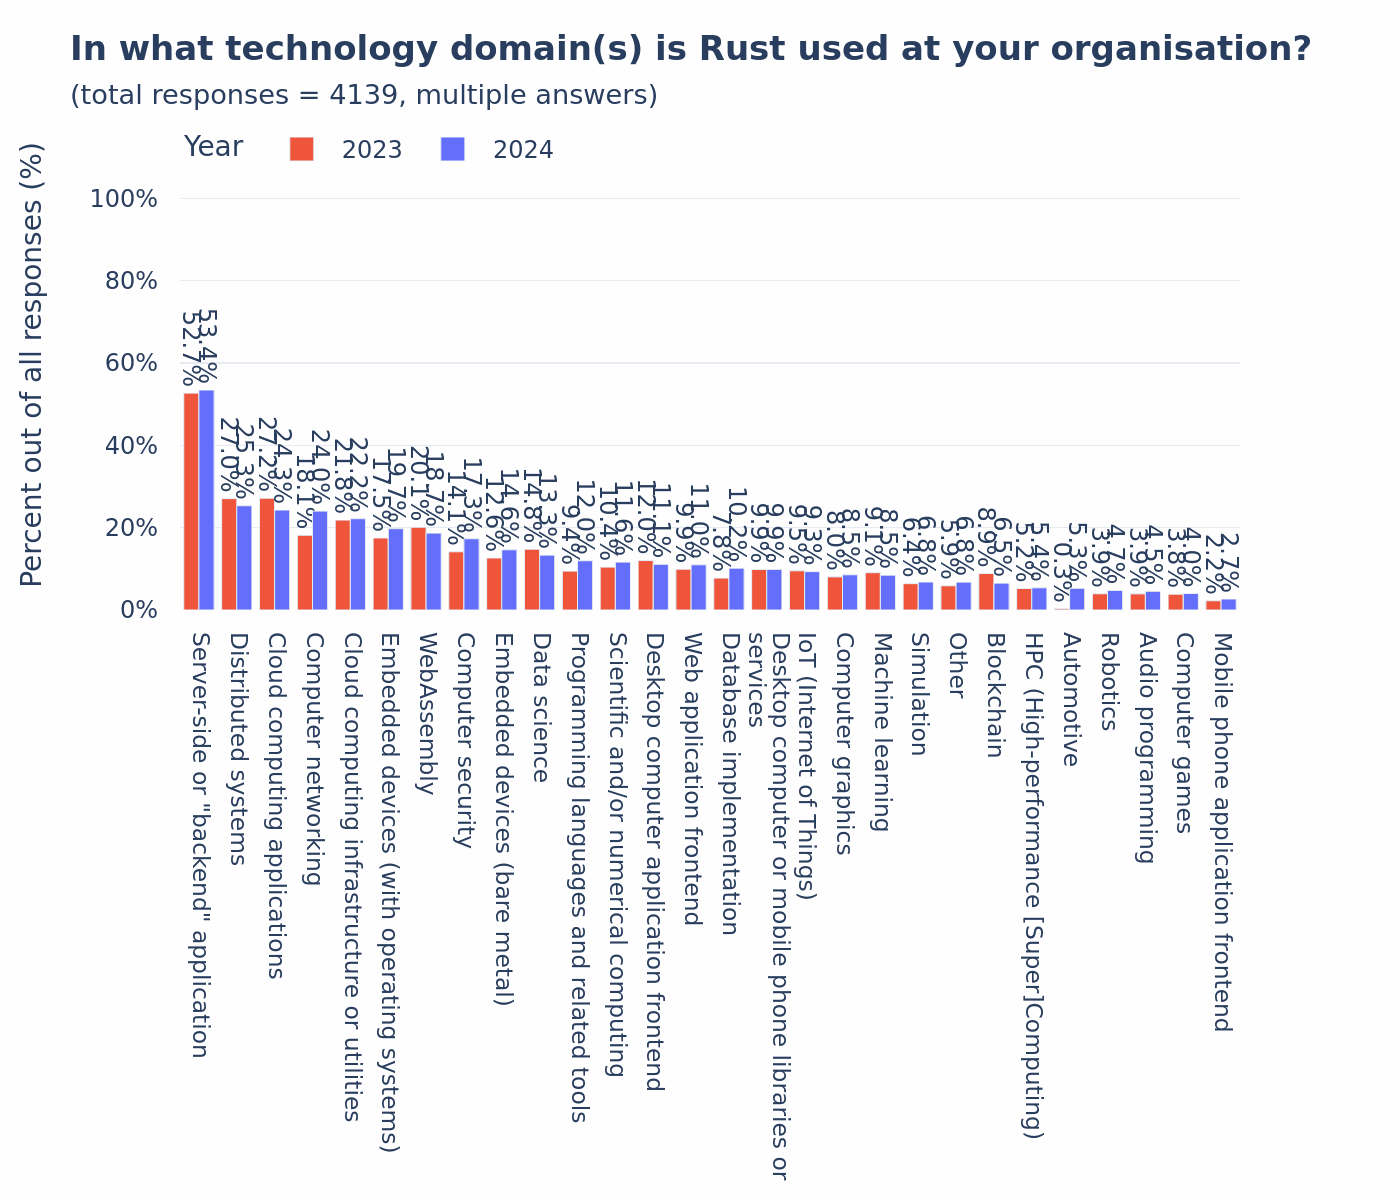 In what technology domain(s) is Rust used at your organisation?
(total responses = 4139, multiple answers)
Year
2023
2024
Percent out of all responses (%)
100%
80%
60%
40%
20%
0%
52.7%
53.4%
27.0%
25.3%
27.2%
24.3%
18.1%
24.0%
21.8%
22.2%
17.5%
19.7%
20.1%
18.7%
14.1%
17.3%
12.6%
14.6%
14.8%
13.3%
9.4%
12.0%
10.4%
11.6%
12.0%
11.1%
9.9%
11.0%
7.8%
10.2%
9.9%
9.9%
9.5%
9.3%
8.0%
8.5%
9.1%
8.5%
6.4%
6.8%
5.9%
6.8%
8.9%
6.5%
5.2%
5.4%
0.3%
5.3%
3.9%
4.7%
3.9%
4.5%
3.8%
4.0%
2.2%
2.7%
Server-side or "backend" application
Distributed systems
Cloud computing applications
Computer networking
Cloud computing infrastructure or utilities
Embedded devices (with operating systems)
WebAssembly
Computer security
Embedded devices (bare metal)
Data science
Programming languages and related tools
Scientific and/or numerical computing
Desktop computer application frontend
Web application frontend
Database implementation
Desktop computer or mobile phone libraries or
services
IoT (Internet of Things)
Computer graphics
Machine learning
Simulation
Other
Blockchain
HPC (High-performance [Super]Computing)
Automotive
Robotics
Audio programming
Computer games
Mobile phone application frontend